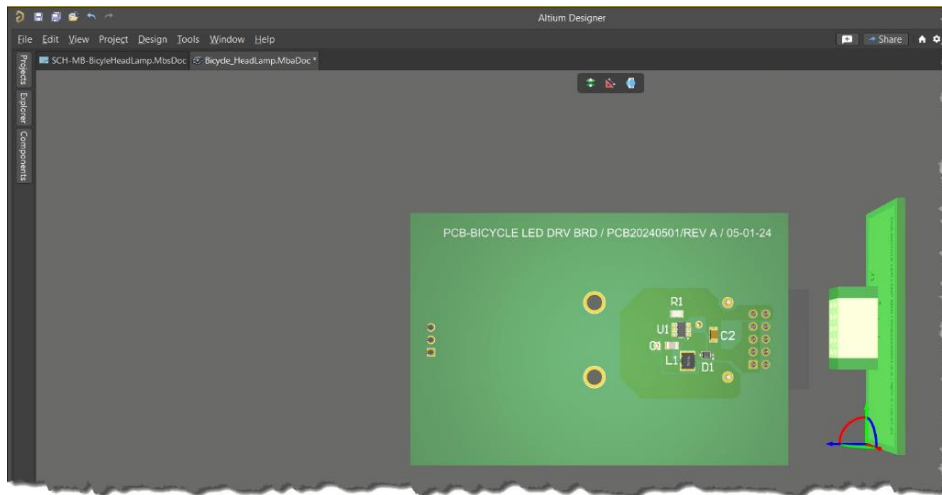 Altium Designer
File Edit View Project Design Tools Window Help
Share
SCH-MB-BicyleHeadLamp.MbsDoc
Bicycle_HeadLamp.MbaDoc *
Projects
Explorer
Components
PCB-BICYCLE LED DRV BRD / PCB20240501/REV A / 05-01-24
R1
U1
C2
L1
D1